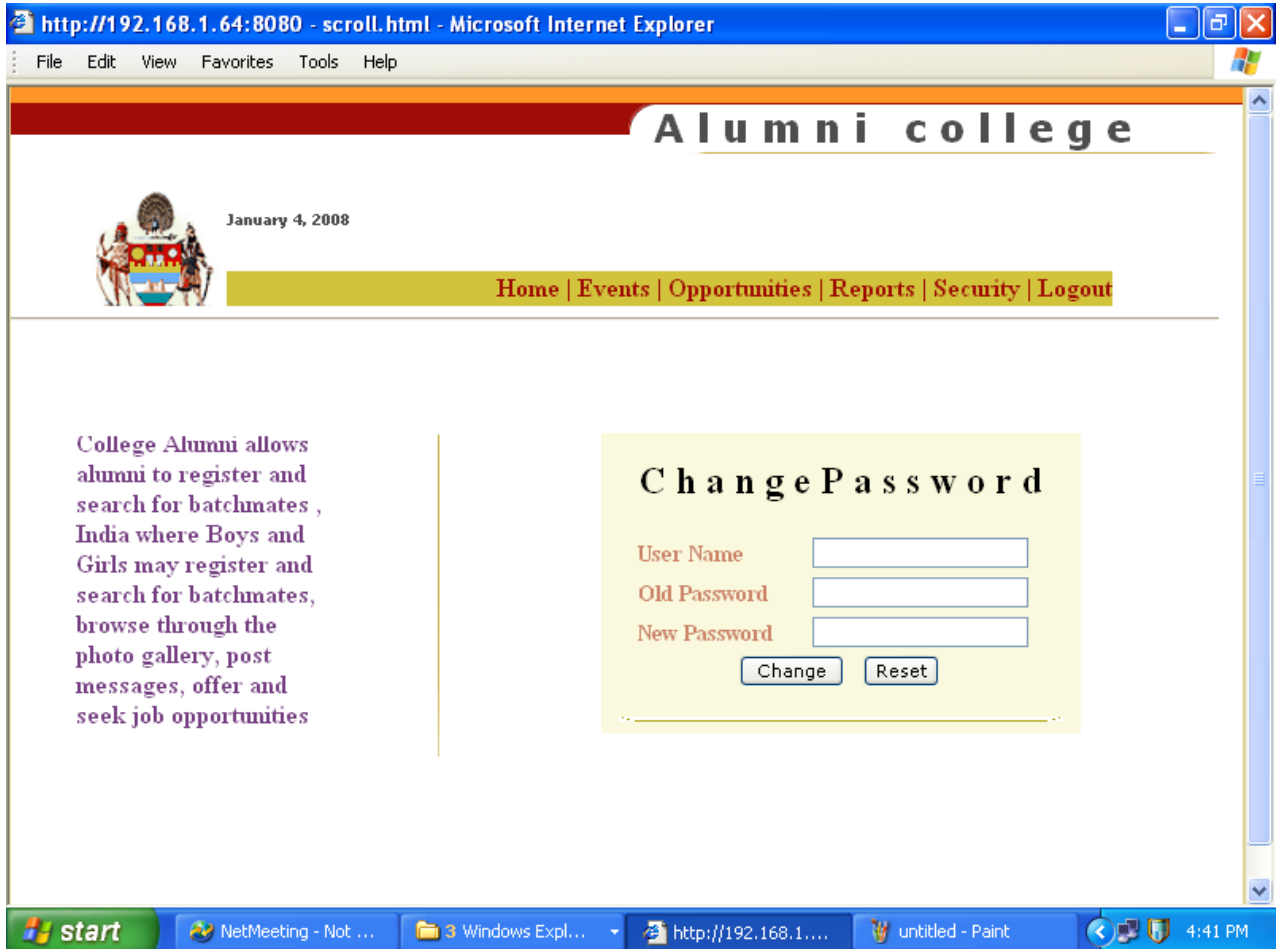 http://192.168.1.64:8080 - scroll.html - Microsoft Internet Explorer
File Edit View Favorites Tools Help
Alumni college
January 4, 2008
Home | Events | Opportunities | Reports | Security | Logout
College Alumni allows
alumni to register and
search for batchmates ,
India where Boys and
Girls may register and
search for batchmates,
browse through the
photo gallery, post
messages, offer and
seek job opportunities
ChangePassword
User Name
Old Password
New Password
Change Reset
start NetMeeting - Not ... 3 Windows Expl... http://192.168.1.... untitled - Paint 4:41 PM